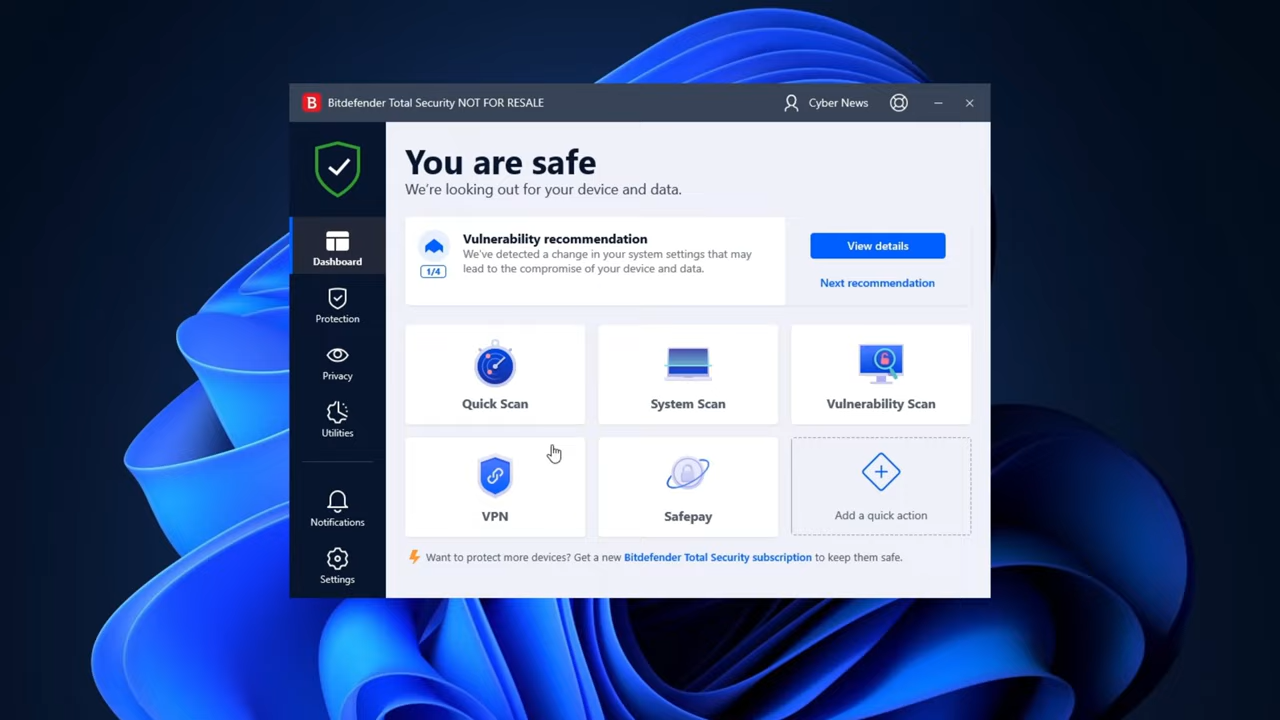 B Bitdefender Total Security NOT FOR RESALE
Cyber News
You are safe
We're looking out for your device and data.
Dashboard
Protection
Privacy
Utilities
Notifications
Settings
1/4
Vulnerability recommendation
We've detected a change in your system settings that may
lead to the compromise of your device and data.
View details
Next recommendation
Quick Scan
System Scan
Vulnerability Scan
VPN
Safepay
Add a quick action
Want to protect more devices? Get a new Bitdefender Total Security subscription to keep them safe.